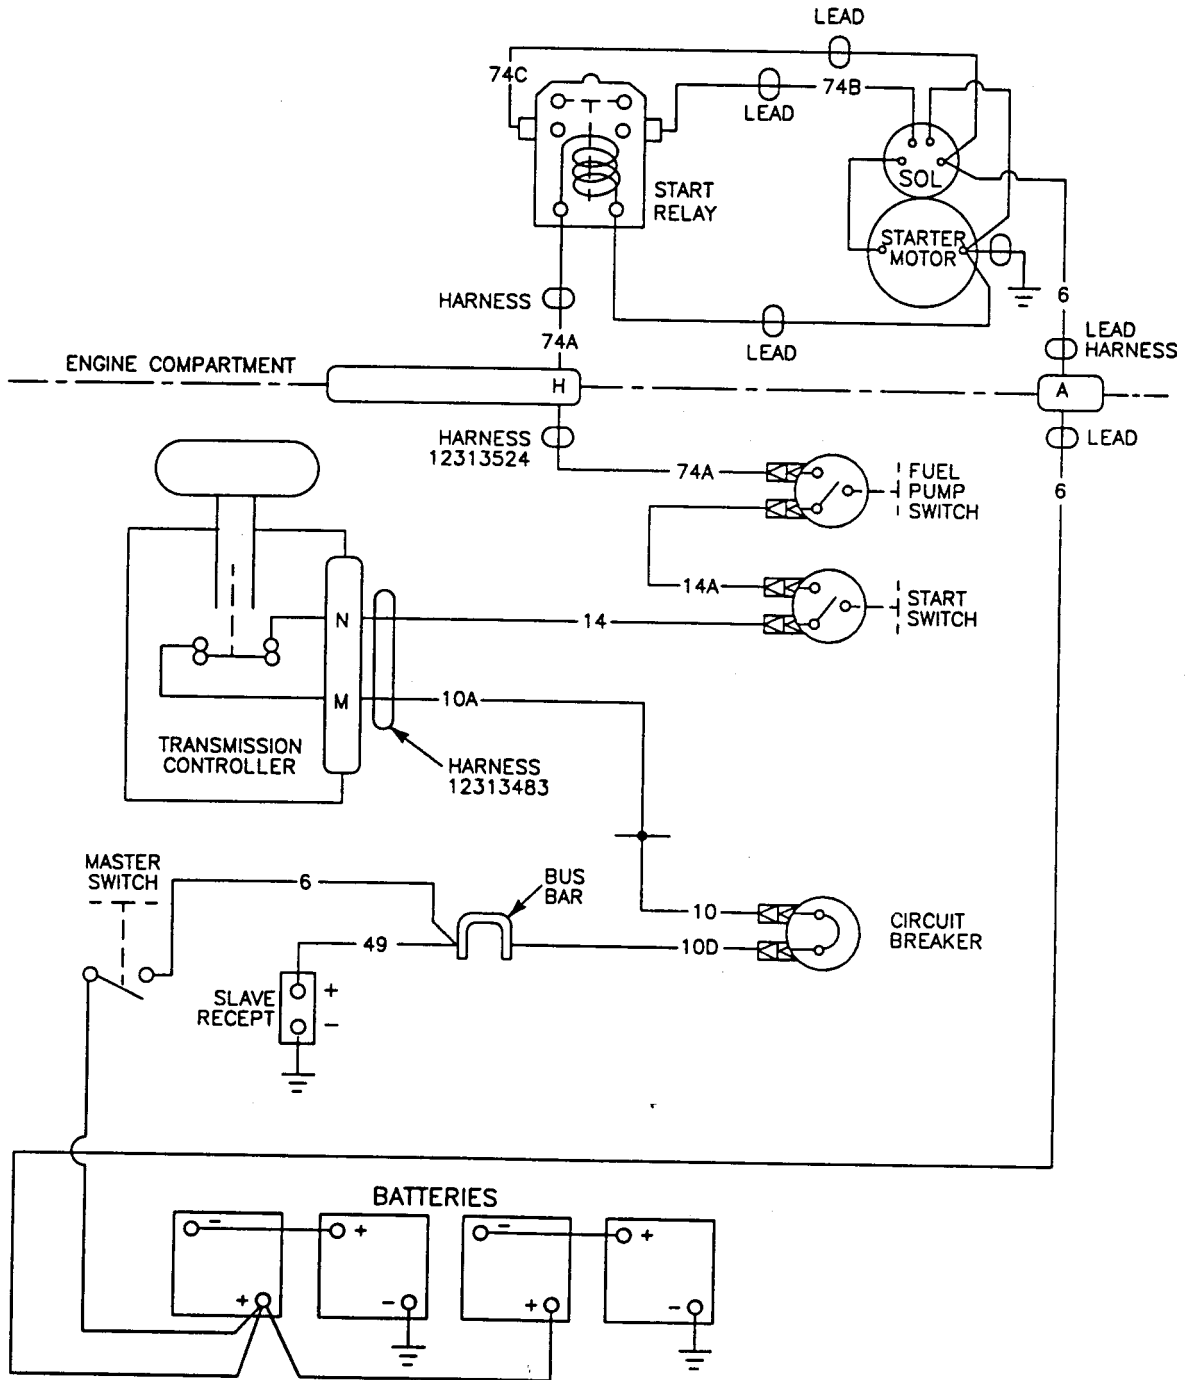 LEAD
74C
LEAD
74B
START
RELAY
SOL
STARTER
MOTOR
HARNESS
74A
LEAD
6
LEAD
HARNESS
ENGINE COMPARTMENT
H
A
HARNESS
12313524
LEAD
74A
FUEL
PUMP
SWITCH
6
14A
START
SWITCH
N
14
M
10A
TRANSMISSION
CONTROLLER
HARNESS
12313483
MASTER
SWITCH
6
BUS
BAR
10
CIRCUIT
BREAKER
49
10D
SLAVE
RECEPT
+
-
BATTERIES
-
+
-
+
+
-
+
-